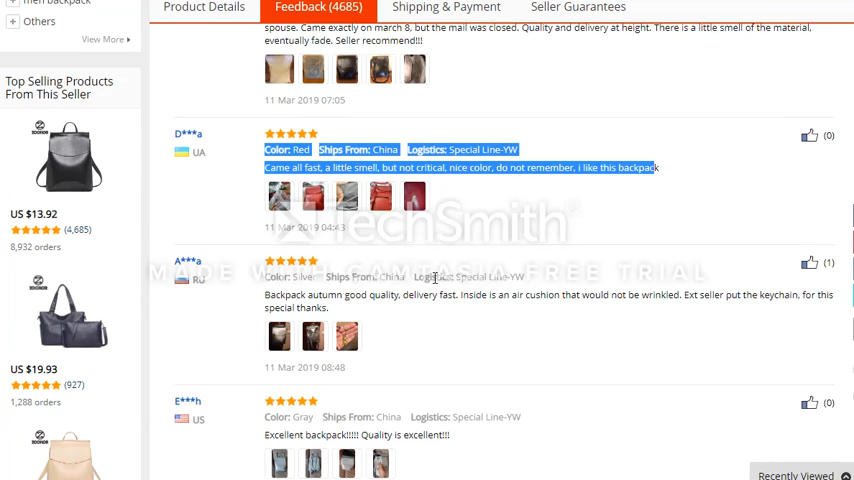 men backpack
Others
View More
Product Details
Feedback (4685)
Shipping & Payment
Seller Guarantees
spouse. Came exactly on march 8, but the mail was closed. Quality and delivery at height. There is a little smell of the material,
eventually fade. Seller recommend!!!
11 Mar 2019 07:05
Top Selling Products
From This Seller
ZOOLER
US $13.92
(4,685)
8,932 orders
ZOOLER
US $19.93
(927)
1,288 orders
ZOOLER
D***a
UA
Color: Red Ships From: China Logistics: Special Line-YW
Came all fast, a little smell, but not critical, nice color, do not remember, i like this backpack
(0)
11 Mar 2019 04:43
TechSmith®
MADE WITH CAMTASIA FREE TRIAL
A***a
RU
Color: Silver Ships From: China Logistics: Special Line-YW
(1)
Backpack autumn good quality, delivery fast. Inside is an air cushion that would not be wrinkled. Ext seller put the keychain, for this
special thanks.
11 Mar 2019 08:48
E***h
US
Color: Gray Ships From: China Logistics: Special Line-YW
(0)
Excellent backpack!!!!! Quality is excellent!!!
Recently Viewed